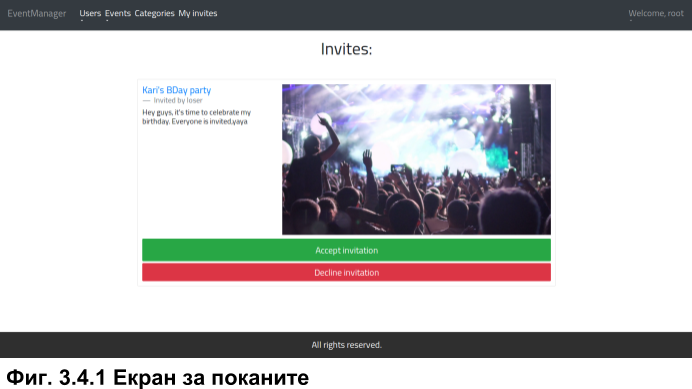 EventManager Users Events Categories My invites Welcome, root
Invites:
Kari's BDay party
— Invited by loser
Hey guys, it's time to celebrate my
birthday. Everyone is invited,yaya
Accept invitation
Decline invitation
All rights reserved.
Фиг. 3.4.1 Екран за поканите